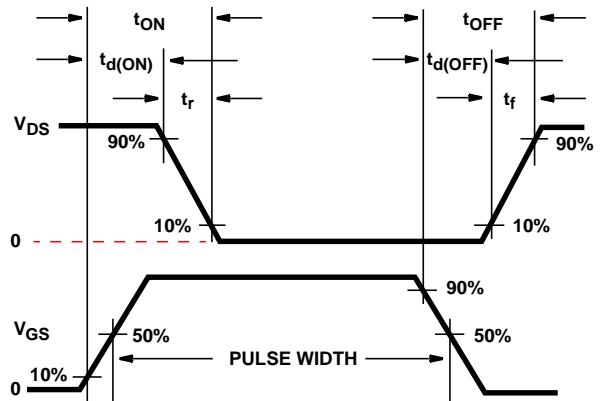 tON tOFF
td(ON) td(OFF)
tr tf
VDS
90% 90%
10% 10%
0
90%
VGS 50% 50%
10% PULSE WIDTH
0